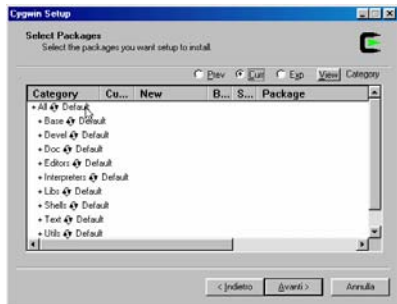 Cygwin Setup
Select Packages
Select the packages you want setup to install.
Prev Curr Exp View Category
Category Cu... New B... S... Package
All Default
Base Default
Devel Default
Doc Default
Editors Default
Interpreters Default
Libs Default
Shells Default
Text Default
Utils Default
< Indietro Avanti > Annulla